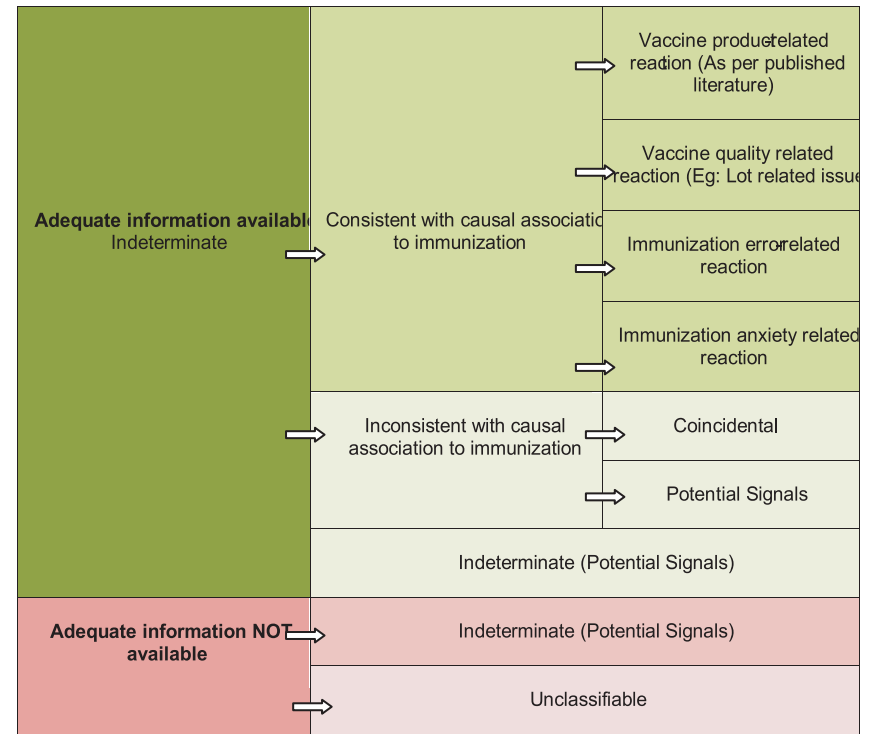 Adequate information available
Indeterminate
Consistent with causal association
to immunization
Vaccine product-related
reaction (As per published
literature)
Vaccine quality related
reaction (Eg: Lot related issue
Immunization error-related
reaction
Immunization anxiety related
reaction
Inconsistent with causal
association to immunization
Coincidental
Potential Signals
Indeterminate (Potential Signals)
Adequate information NOT
available
Indeterminate (Potential Signals)
Unclassifiable